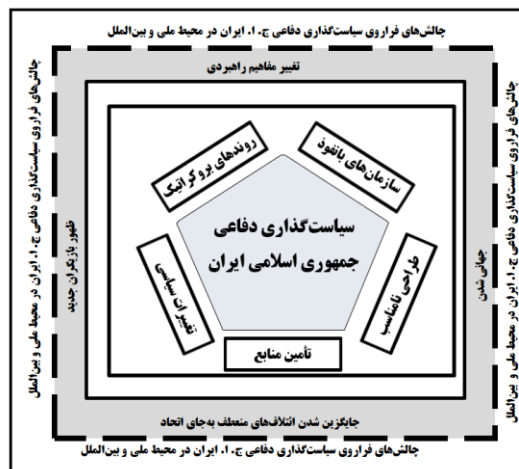 چالش‌های فراروی سیاست‌گذاری دفاعی ج. ا. ایران در محیط ملی و بین‌الملل
تغییر مفاهیم راهبردی
چالش‌های فراروی سیاست‌گذاری دفاعی ج. ا. ایران در محیط ملی و بین‌الملل
جهانی شدن
سازمان‌های بانفوذ
روندهای بروکراتیک
سیاست‌گذاری دفاعی
جمهوری اسلامی ایران
طراحی نامناسب
تغییرات سیاسی
تأمین منابع
ظهور بازیگران جدید
چالش‌های فراروی سیاست‌گذاری دفاعی ج. ا. ایران در محیط ملی و بین‌الملل
جایگزین شدن ائتلاف‌های منعطف به‌جای اتحاد
چالش‌های فراروی سیاست‌گذاری دفاعی ج. ا. ایران در محیط ملی و بین‌الملل